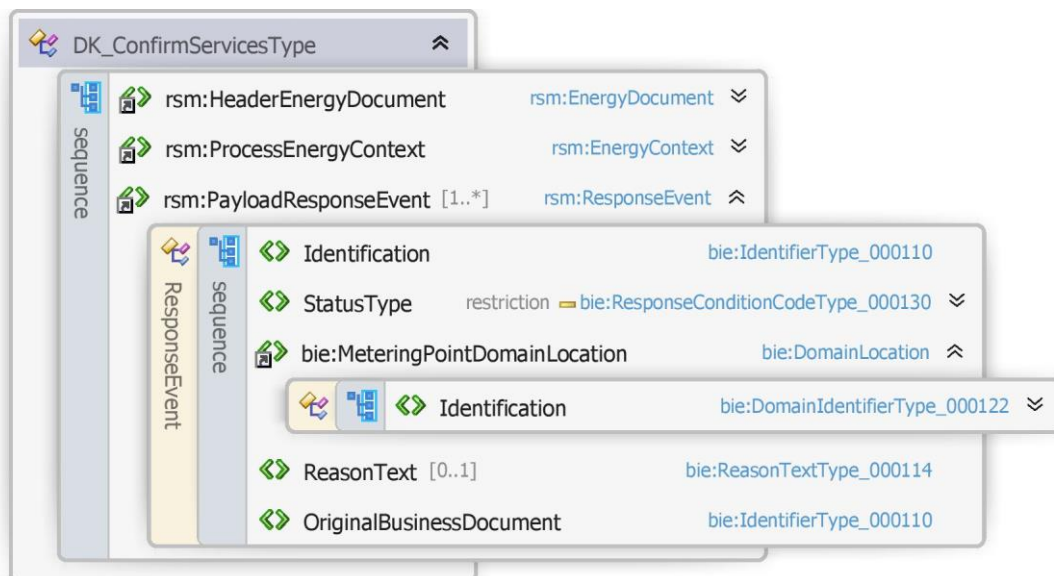 DK_ConfirmServicesType
sequence
rsm:HeaderEnergyDocument rsm:EnergyDocument
rsm:ProcessEnergyContext rsm:EnergyContext
rsm:PayloadResponseEvent [1..*] rsm:ResponseEvent
ResponseEvent
sequence
Identification bie:IdentifierType_000110
StatusType restriction bie:ResponseConditionCodeType_000130
bie:MeteringPointDomainLocation bie:DomainLocation
Identification bie:DomainIdentifierType_000122
ReasonText [0..1] bie:ReasonTextType_000114
OriginalBusinessDocument bie:IdentifierType_000110